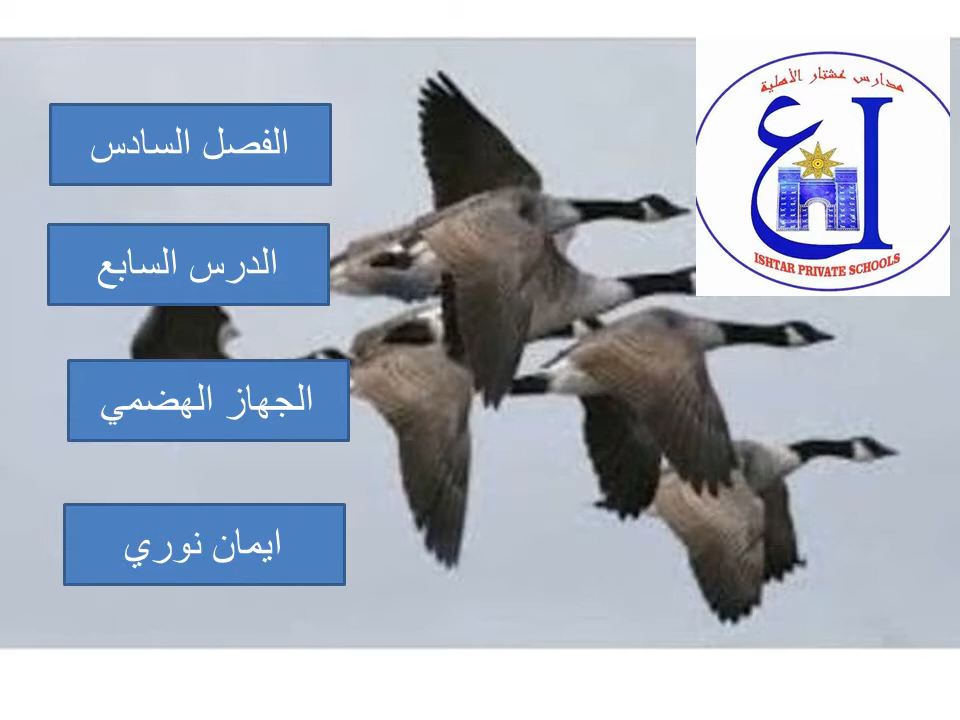 مدارس عشتار الأهلية
ISHTAR PRIVATE SCHOOLS
الفصل السادس
الدرس السابع
الجهاز الهضمي
ايمان نوري